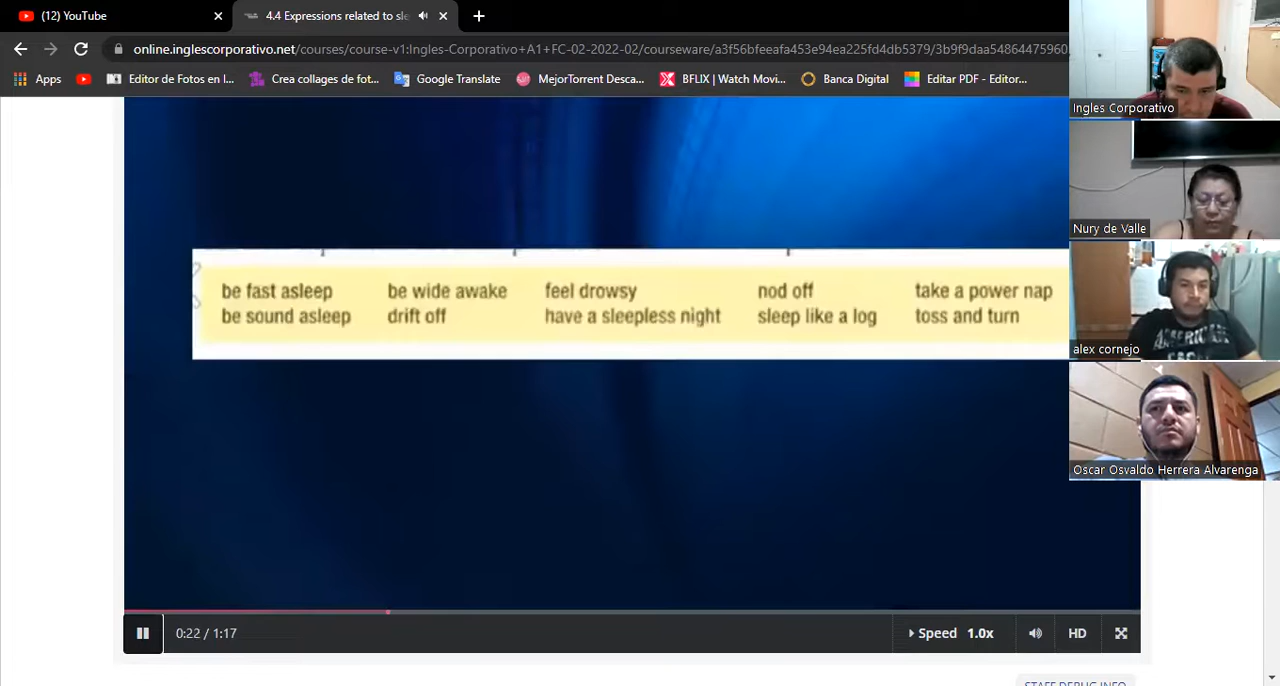 (12) YouTube
4.4 Expressions related to sle
online.inglescorporativo.net/courses/course-v1:Ingles-Corporativo+A1+FC-02-2022-02/courseware/a3f56bfeeafa453e94ea225fd4db5379/3b9f9daa54864475960
Apps
Editor de Fotos en l...
Crea collages de fot...
Google Translate
MejorTorrent Desca...
BFLIX | Watch Movi...
Banca Digital
Editar PDF - Editor...
Ingles Corporativo
Nury de Valle
alex cornejo
Oscar Osvaldo Herrera Alvarenga
be fast asleep be wide awake feel drowsy nod off take a power nap
be sound asleep drift off have a sleepless night sleep like a log toss and turn
0:22 / 1:17
Speed 1.0x
HD
STAFF DEBUG INFO